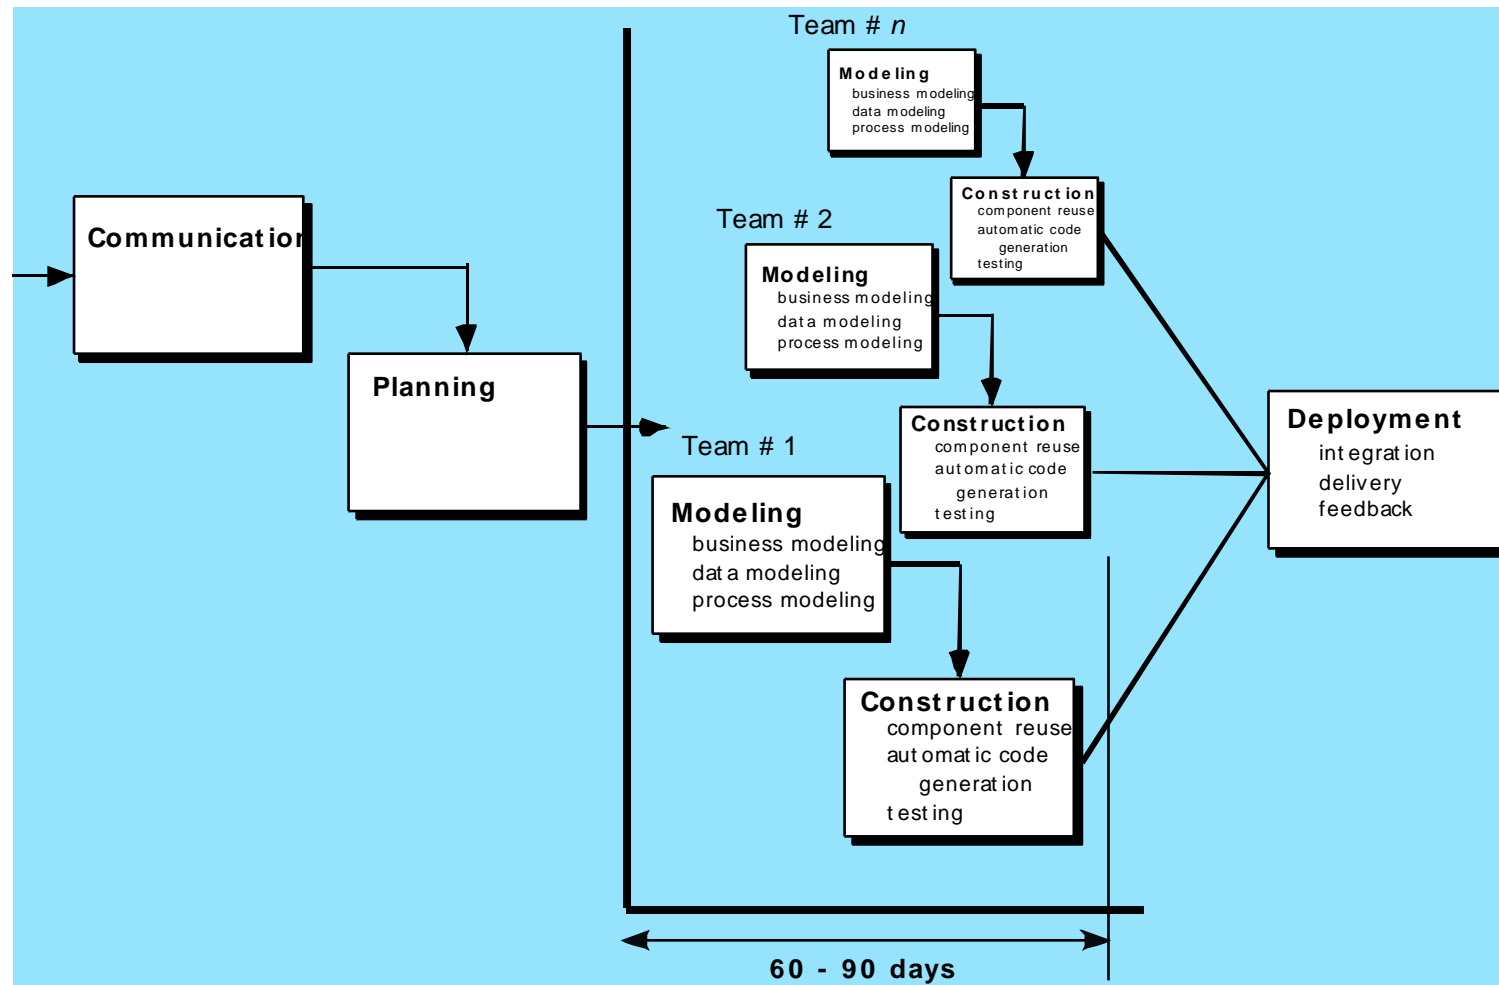 Team # n
Modeling
business modeling
data modeling
process modeling
Construction
component reuse
automatic code
generation
testing
Team # 2
Modeling
business modeling
data modeling
process modeling
Construction
component reuse
automatic code
generation
testing
Communication
Planning
Team # 1
Modeling
business modeling
data modeling
process modeling
Construction
component reuse
automatic code
generation
testing
Deployment
integration
delivery
feedback
60 - 90 days